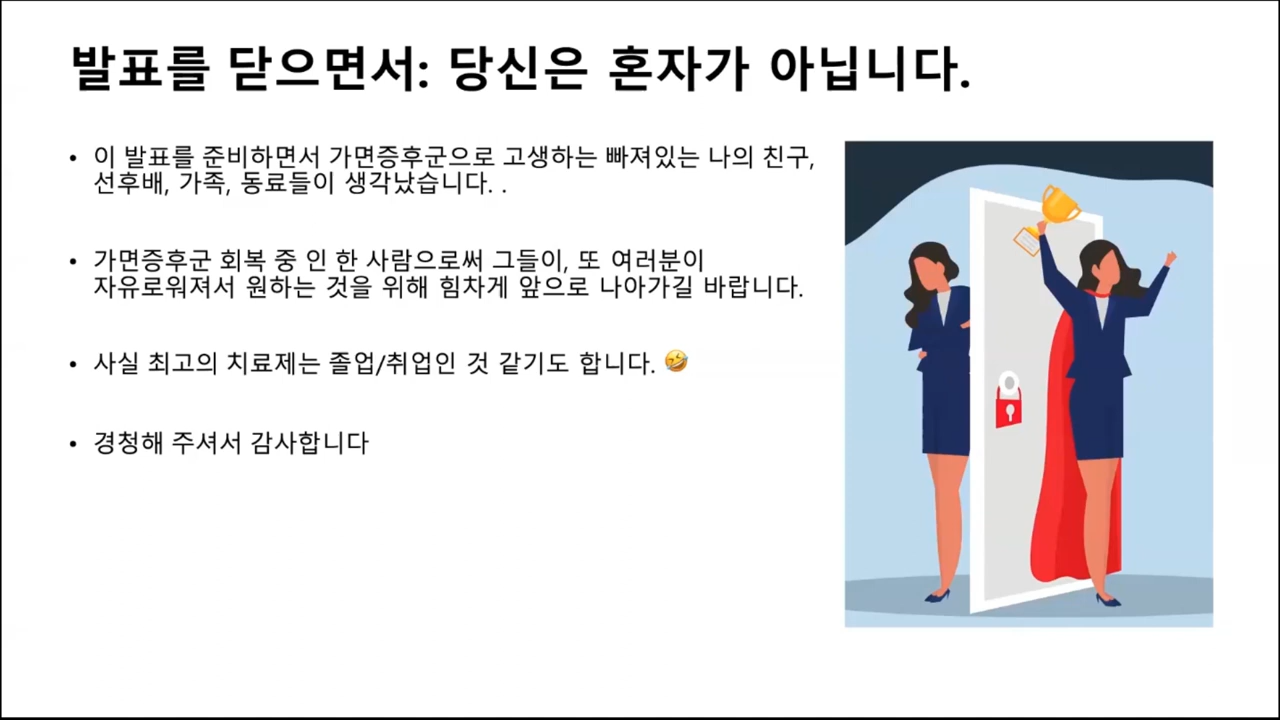 발표를 닫으면서: 당신은 혼자가 아닙니다.
• 이 발표를 준비하면서 가면증후군으로 고생하는 빠져있는 나의 친구,
선후배, 가족, 동료들이 생각났습니다. .
• 가면증후군 회복 중 인 한 사람으로써 그들이, 또 여러분이
자유로워져서 원하는 것을 위해 힘차게 앞으로 나아가길 바랍니다.
• 사실 최고의 치료제는 졸업/취업인 것 같기도 합니다. 🤣
• 경청해 주셔서 감사합니다